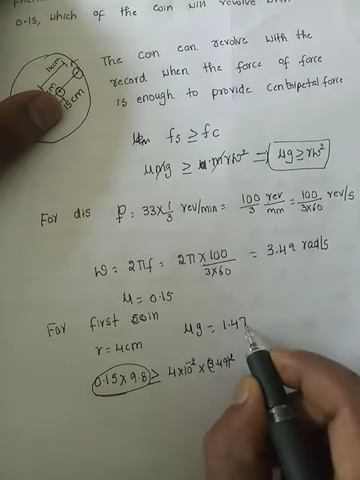 0.15, which of the coin will revolve with
14cm
15cm
The coin can revolve with the
record when the force of force
is enough to provide centripetal force
fs ≥ fc
μmg ≥ mrω² = μg ≥ rω²
For dis f = 33 1/3 rev/min = 100/3 rev/min = 100/3×60 rev/s
ω = 2πf = 2π × 100/3×60 = 3.49 rad/s
μ = 0.15
For first coin μg = 1.47
r = 4cm
0.15 × 9.8 ≥ 4×10⁻² × (3.49)²